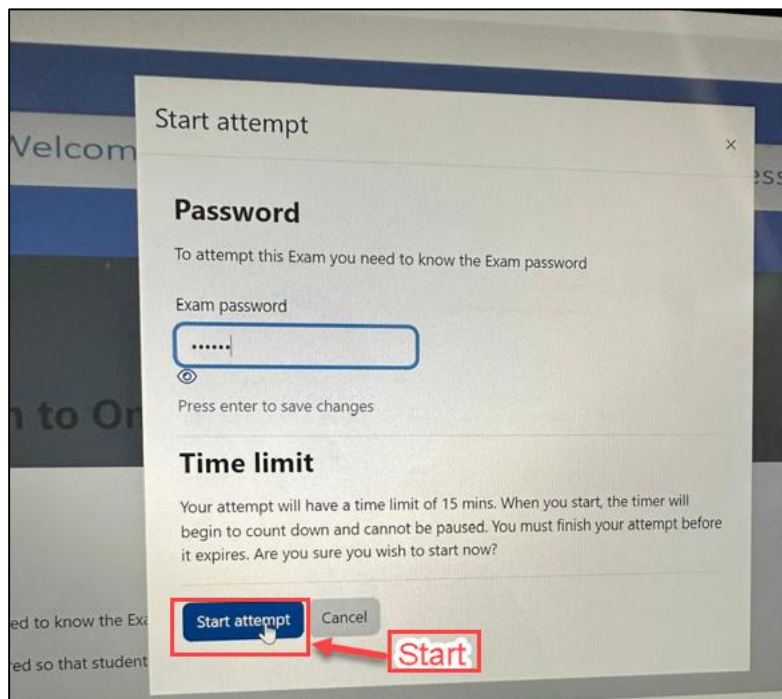 Start attempt
×
Velcom
ess
Password
To attempt this Exam you need to know the Exam password
Exam password
••••••
Press enter to save changes
n to Or
Time limit
Your attempt will have a time limit of 15 mins. When you start, the timer will
begin to count down and cannot be paused. You must finish your attempt before
it expires. Are you sure you wish to start now?
ed to know the Exa
Start attempt
Cancel
Start
red so that student